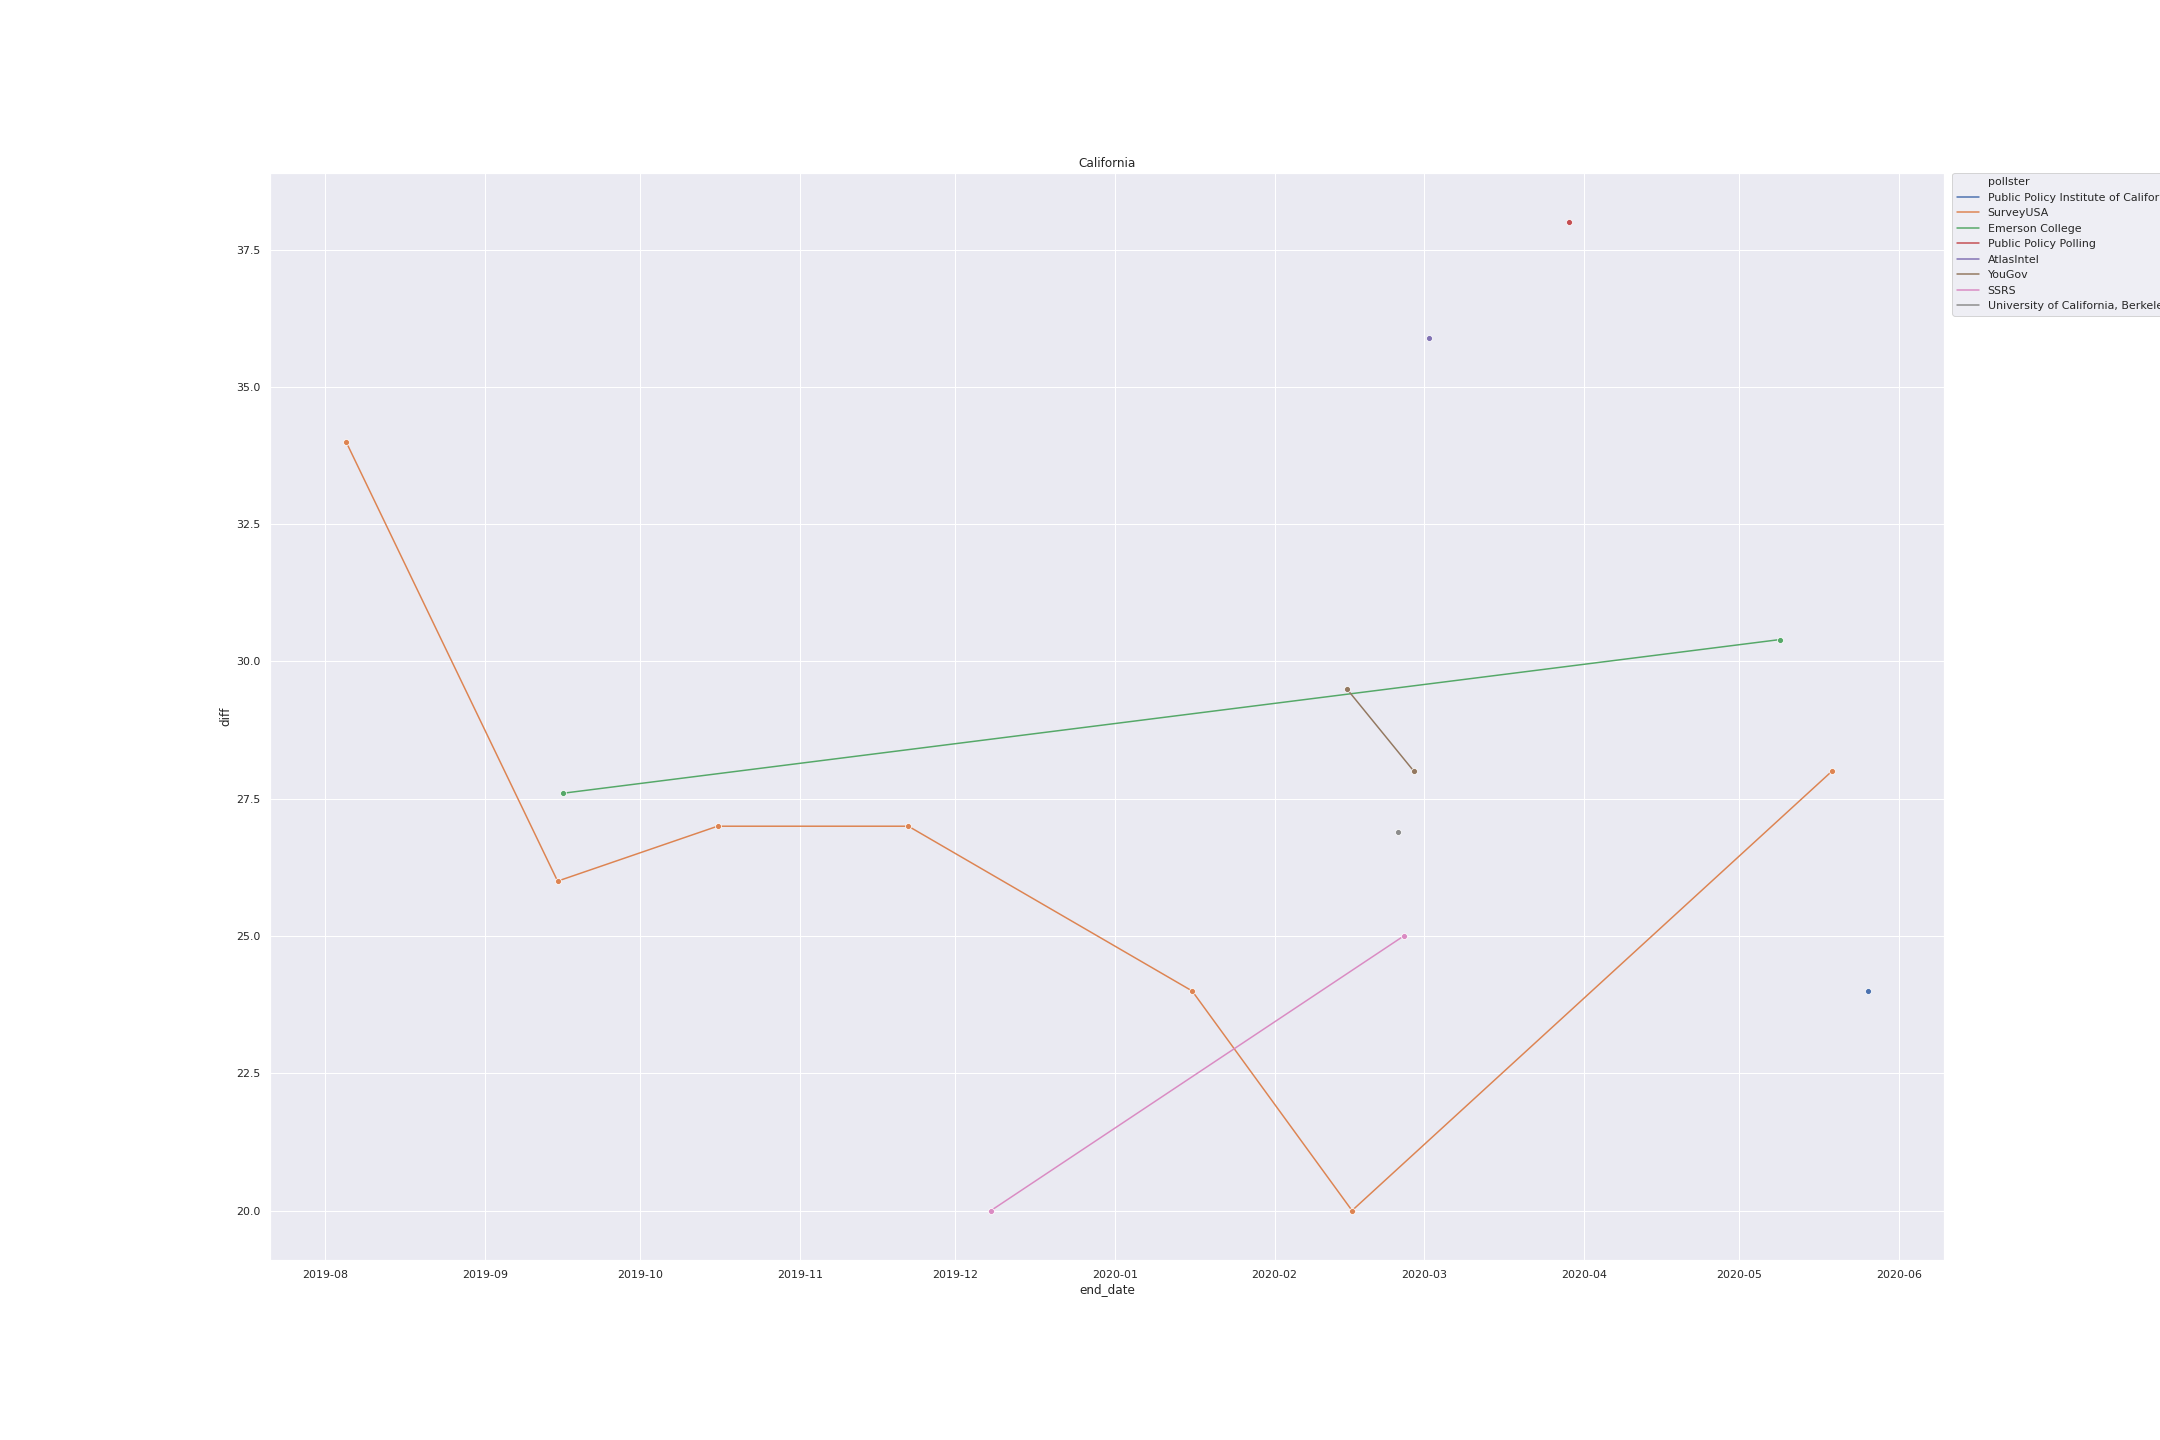 California
pollster
Public Policy Institute of Califor
SurveyUSA
Emerson College
Public Policy Polling
AtlasIntel
YouGov
SSRS
University of California, Berkele
diff
37.5
35.0
32.5
30.0
27.5
25.0
22.5
20.0
2019-08 2019-09 2019-10 2019-11 2019-12 2020-01 2020-02 2020-03 2020-04 2020-05 2020-06
end_date